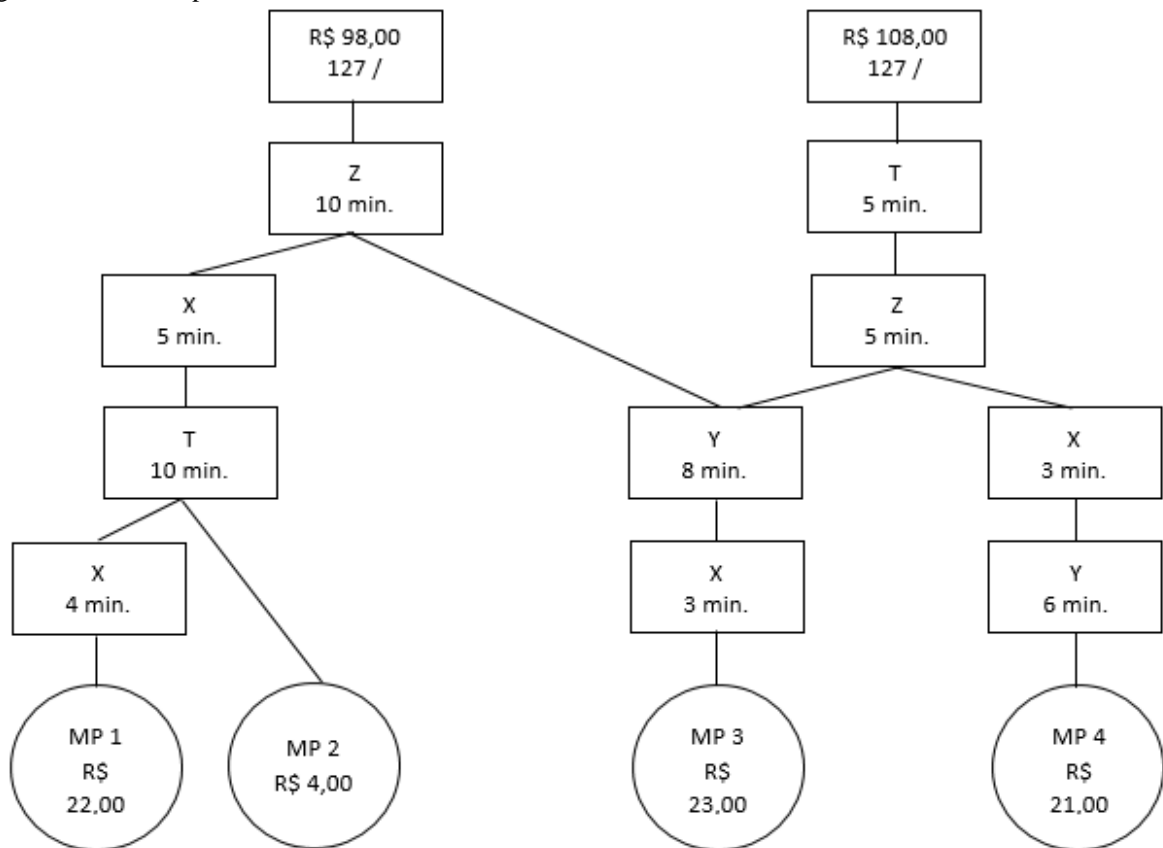 R$ 98,00
127 /
R$ 108,00
127 /
Z
10 min.
T
5 min.
X
5 min.
Z
5 min.
T
10 min.
Y
8 min.
X
3 min.
X
4 min.
X
3 min.
Y
6 min.
MP 1
R$
22,00
MP 2
R$ 4,00
MP 3
R$
23,00
MP 4
R$
21,00